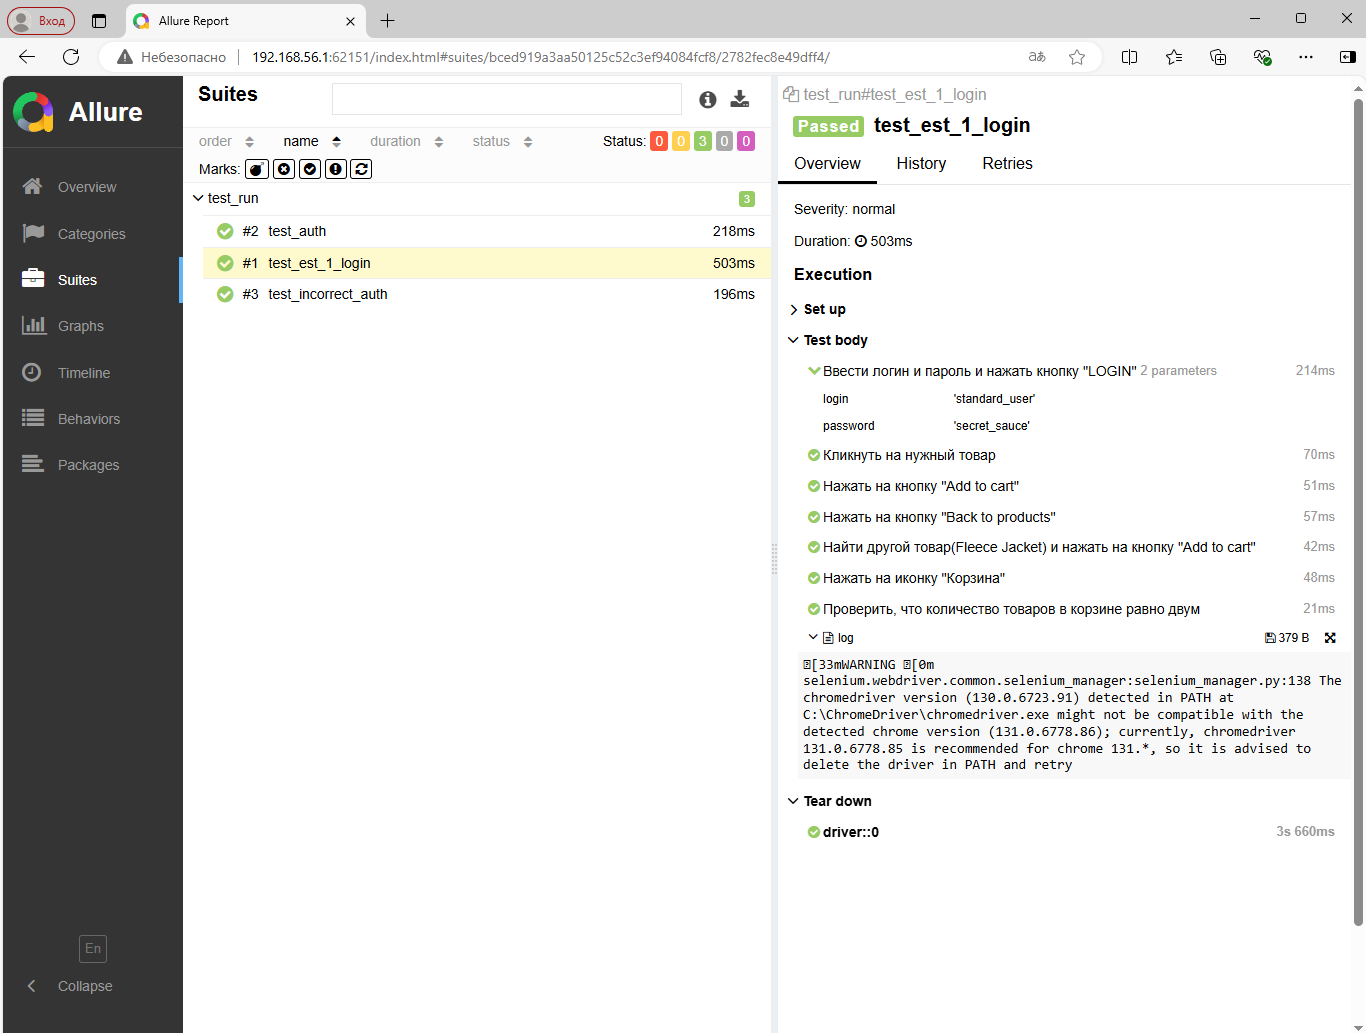 Вход
Allure Report
Небезопасно
192.168.56.1:62151/index.html#suites/bced919a3aa50125c52c3ef94084fcf8/2782fec8e49dff4/
aあ
Allure
Overview
Categories
Suites
Graphs
Timeline
Behaviors
Packages
En
Collapse
Suites
order name duration status Status: 0 0 3 0 0
Marks:
test_run 3
#2 test_auth 218ms
#1 test_est_1_login 503ms
#3 test_incorrect_auth 196ms
test_run#test_est_1_login
Passed test_est_1_login
Overview History Retries
Severity: normal
Duration: 503ms
Execution
Set up
Test body
Ввести логин и пароль и нажать кнопку "LOGIN" 2 parameters 214ms
login 'standard_user'
password 'secret_sauce'
Кликнуть на нужный товар 70ms
Нажать на кнопку "Add to cart" 51ms
Нажать на кнопку "Back to products" 57ms
Найти другой товар(Fleece Jacket) и нажать на кнопку "Add to cart" 42ms
Нажать на иконку "Корзина" 48ms
Проверить, что количество товаров в корзине равно двум 21ms
log 379 B
[33mWARNING [0m
selenium.webdriver.common.selenium_manager:selenium_manager.py:138 The
chromedriver version (130.0.6723.91) detected in PATH at
C:\ChromeDriver\chromedriver.exe might not be compatible with the
detected chrome version (131.0.6778.86); currently, chromedriver
131.0.6778.85 is recommended for chrome 131.*, so it is advised to
delete the driver in PATH and retry
Tear down
driver::0 3s 660ms